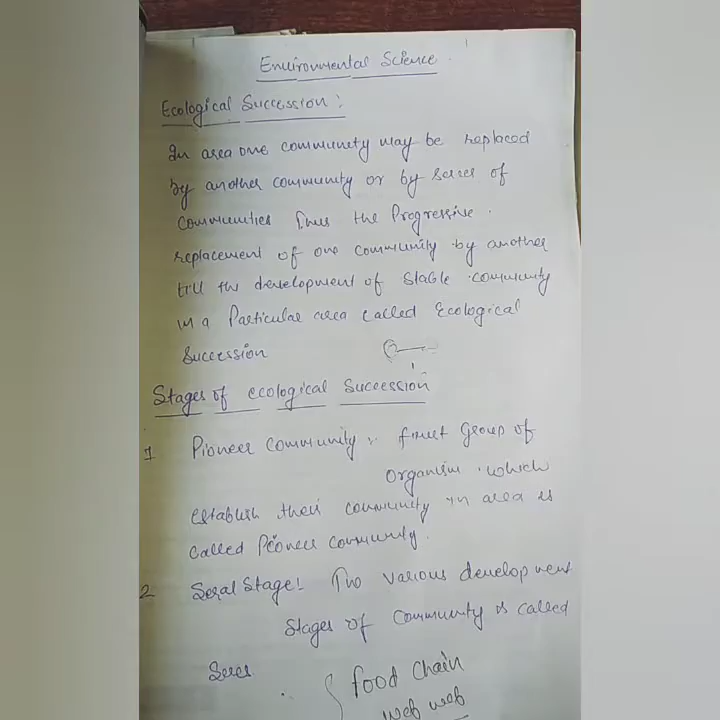 Environmental Science
Ecological Succession :
In area one community may be replaced
by another community or by series of
communities Thus the Progressive
replacement of one community by another
till the development of stable community
in a Particular area called Ecological
Succession
Stages of ecological Succession
1 Pioneer community : first group of
organism which
establish their community in area is
called Pioneer community.
2 Seral Stage : The various development
Stages of community is called
Seres
food chain
web web